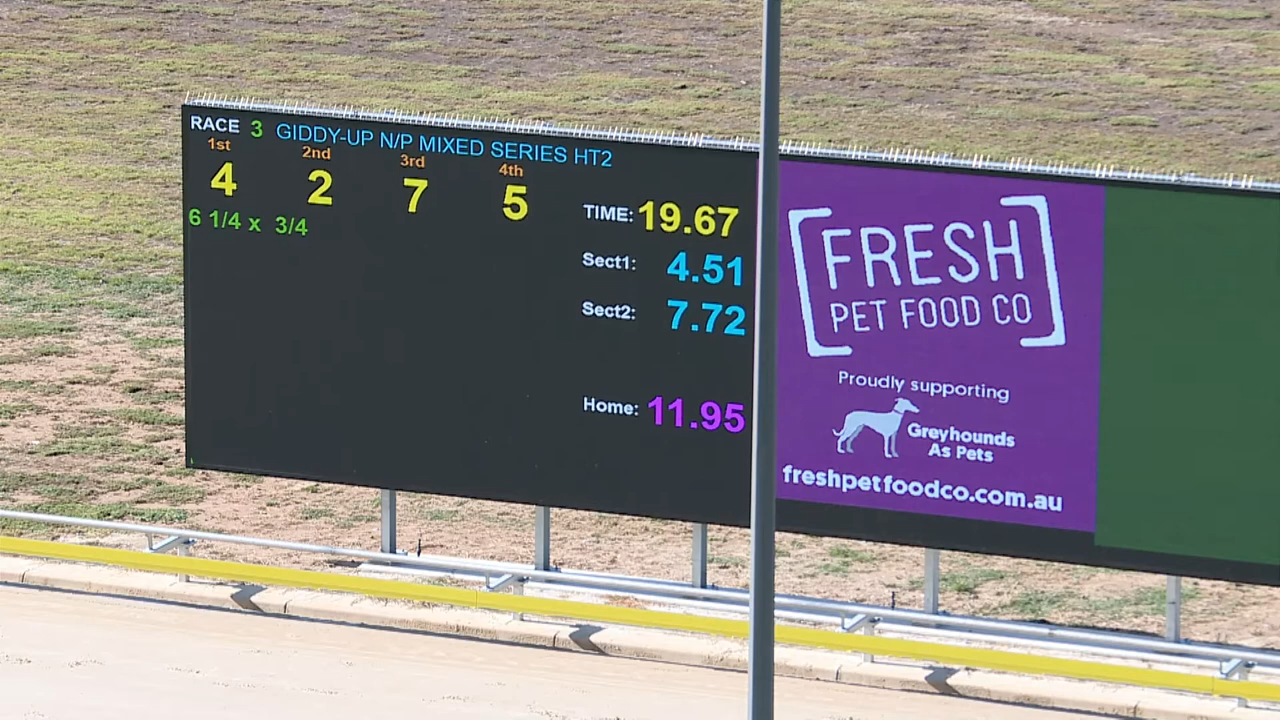 RACE 3 GIDDY-UP N/P MIXED SERIES HT2
1st 2nd 3rd 4th
4 2 7 5
6 1/4 x 3/4
TIME: 19.67
Sect1: 4.51
Sect2: 7.72
Home: 11.95
[FRESH
PET FOOD CO]
Proudly supporting
Greyhounds
As Pets
freshpetfoodco.com.au